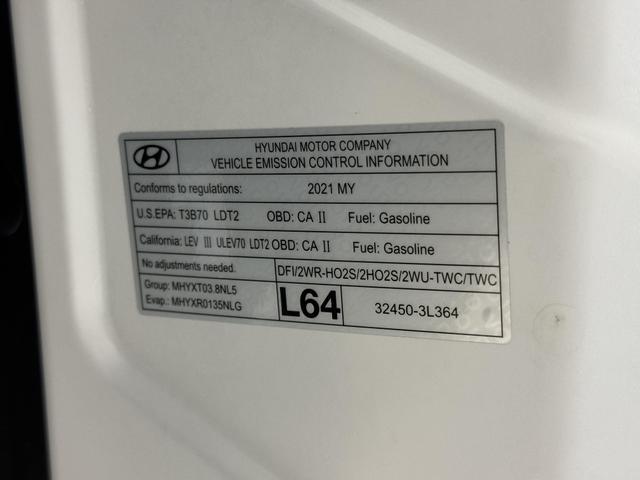 HYUNDAI MOTOR COMPANY
VEHICLE EMISSION CONTROL INFORMATION
Conforms to regulations: 2021 MY
U.S.EPA: T3B70 LDT2 OBD: CA II Fuel: Gasoline
California: LEV III ULEV70 LDT2 OBD: CA II Fuel: Gasoline
No adjustments needed. DFI/2WR-HO2S/2HO2S/2WU-TWC/TWC
Group: MHYXT03.8NL5
Evap.: MHYXR0135NLG
L64 32450-3L364